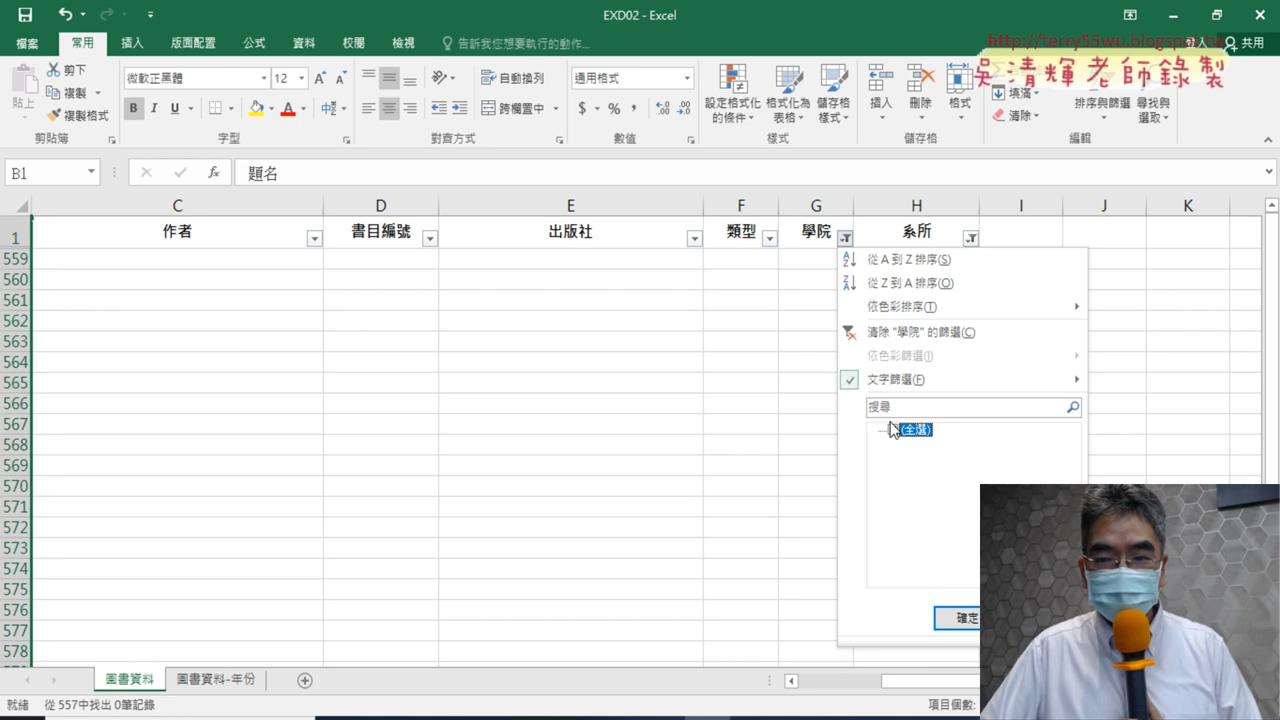 EXD02 - Excel
檔案 常用 插入 版面配置 公式 資料 校閱 檢視 告訴我您想要執行的動作... 登入 共用
http://terry55wu.blogspot.tw
吳清輝老師錄製
貼上 剪下 複製 複製格式 剪貼簿
微軟正黑體 12 B I U A 中 字型
自動換列 跨欄置中 對齊方式
通用格式 $ % , 數值
設定格式化的條件 格式化為表格 儲存格樣式 樣式
插入 刪除 格式 儲存格
填滿 清除 排序與篩選 尋找與選取 編輯
B1 fx 題名
C D E F G H I J K
1 作者 書目編號 出版社 類型 學院 系所
559
560
561
562
563
564
565
566
567
568
569
570
571
572
573
574
575
576
577
578
從 A 到 Z 排序(S)
從 Z 到 A 排序(O)
依色彩排序(T)
清除 "學院" 的篩選(C)
依色彩篩選(I)
文字篩選(F)
搜尋
(全選)
確定
圖書資料 圖書資料-年份
就緒 從 557中找出 0筆記錄 項目個數: